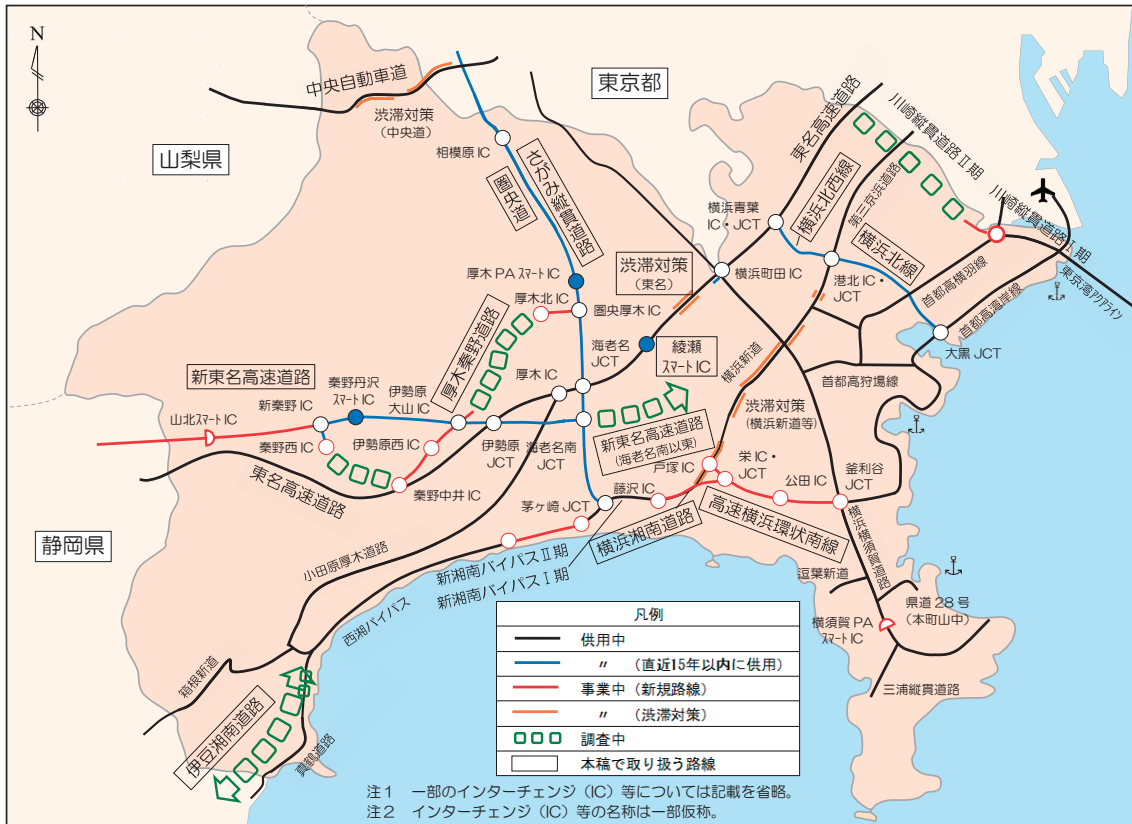 N
中央自動車道
渋滞対策
（中央道）
東京都
山梨県
静岡県
相模原 IC
さがみ縦貫道路
圏央道
東名高速道路
川崎縦貫道路Ⅱ期
川崎縦貫道路Ⅰ期
第三京浜道路
横浜北西線
横浜北線
横浜青葉
IC・JCT
横浜町田 IC
港北 IC・
JCT
首都高横羽線
首都高湾岸線
東京湾アクアライン
大黒 JCT
渋滞対策
（東名）
厚木 PA スマート IC
厚木北 IC
圏央厚木 IC
海老名
JCT
綾瀬
スマート IC
横浜新道
首都高狩場線
渋滞対策
（横浜新道等）
厚木秦野道路
新東名高速道路
秦野丹沢
スマート IC
伊勢原
大山 IC
厚木 IC
新秦野 IC
山北スマート IC
秦野西 IC
伊勢原西 IC
伊勢原
JCT
海老名南
JCT
新東名高速道路
（海老名南以東）
東名高速道路
秦野中井 IC
戸塚 IC
栄 IC・
JCT
公田 IC
釜利谷
JCT
茅ヶ崎 JCT
藤沢 IC
横浜湘南道路
高速横浜環状南線
横浜横須賀道路
小田原厚木道路
新湘南バイパスⅡ期
新湘南バイパスⅠ期
西湘バイパス
逗葉新道
県道 28 号
（本町山中）
横須賀 PA
スマート IC
三浦縦貫道路
箱根新道
伊豆湘南道路
真鶴道路
凡例
供用中
〃 （直近15年以内に供用）
事業中（新規路線）
〃 （渋滞対策）
調査中
本稿で取り扱う路線
注1 一部のインターチェンジ（IC）等については記載を省略。
注2 インターチェンジ（IC）等の名称は一部仮称。